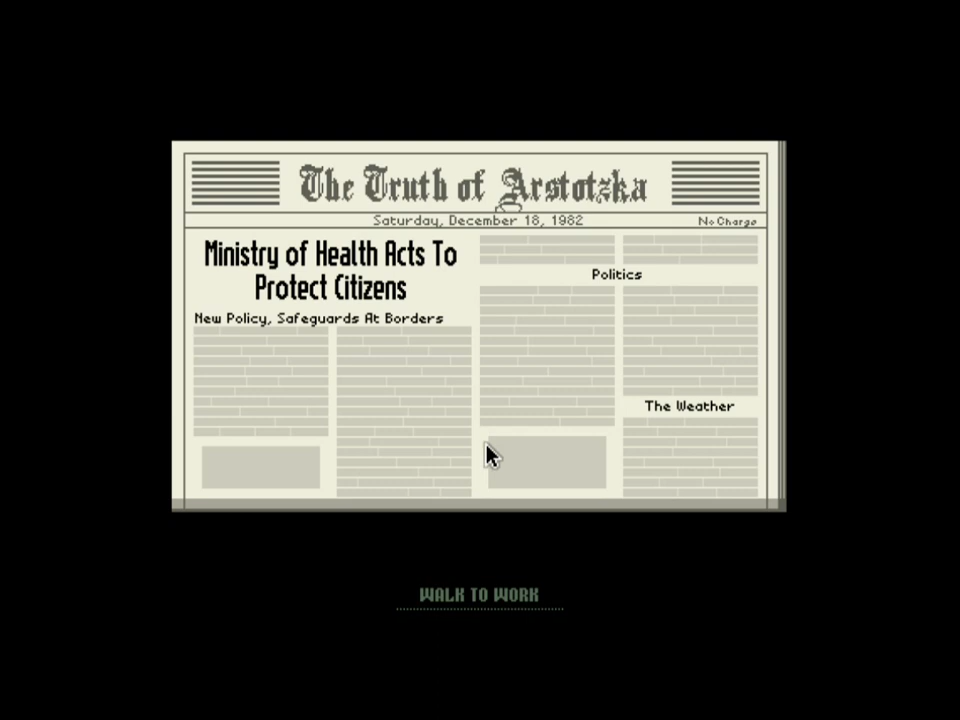 The Truth of Arstotzka
Saturday, December 18, 1982
No Charge
Ministry of Health Acts To
Protect Citizens
New Policy, Safeguards At Borders
Politics
The Weather
WALK TO WORK